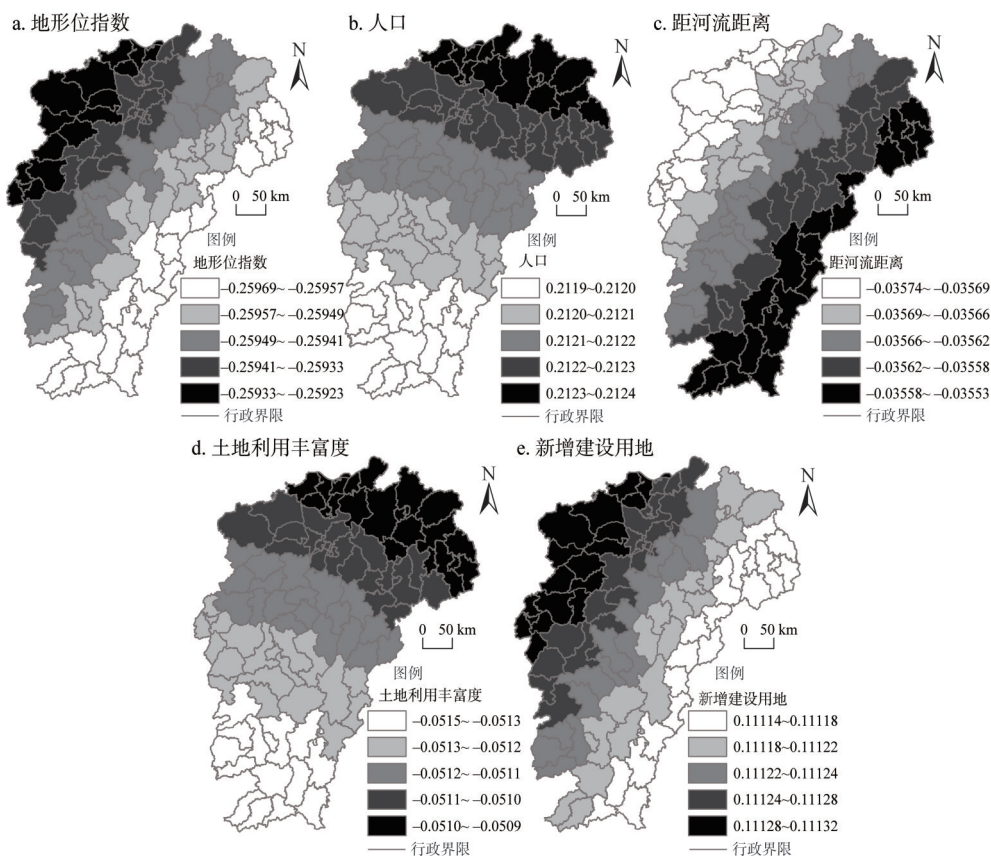 a. 地形位指数
N
0 50 km
图例
地形位指数
–0.25969~ –0.25957
–0.25957~ –0.25949
–0.25949~ –0.25941
–0.25941~ –0.25933
–0.25933~ –0.25923
行政界限
b. 人口
N
0 50 km
图例
人口
0.2119~0.2120
0.2120~0.2121
0.2121~0.2122
0.2122~0.2123
0.2123~0.2124
行政界限
c. 距河流距离
N
0 50 km
图例
距河流距离
–0.03574~ –0.03569
–0.03569~ –0.03566
–0.03566~ –0.03562
–0.03562~ –0.03558
–0.03558~ –0.03553
行政界限
d. 土地利用丰富度
N
0 50 km
图例
土地利用丰富度
–0.0515~ –0.0513
–0.0513~ –0.0512
–0.0512~ –0.0511
–0.0511~ –0.0510
–0.0510~ –0.0509
行政界限
e. 新增建设用地
N
0 50 km
图例
新增建设用地
0.11114~0.11118
0.11118~0.11122
0.11122~0.11124
0.11124~0.11128
0.11128~0.11132
行政界限